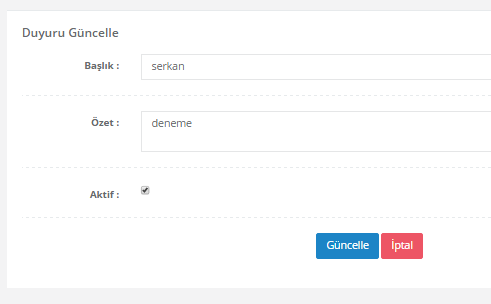 Duyuru Güncelle
Başlık : serkan
Özet : deneme
Aktif :
Güncelle İptal